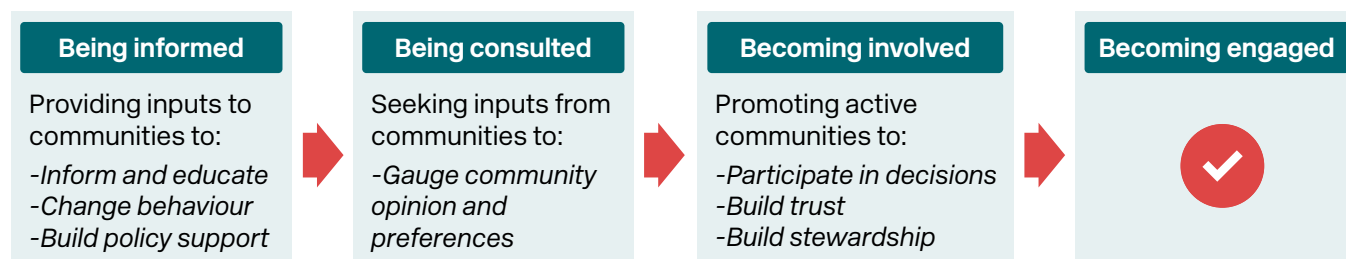 Being informed
Providing inputs to
communities to:
-Inform and educate
-Change behaviour
-Build policy support
Being consulted
Seeking inputs from
communities to:
-Gauge community
opinion and
preferences
Becoming involved
Promoting active
communities to:
-Participate in decisions
-Build trust
-Build stewardship
Becoming engaged